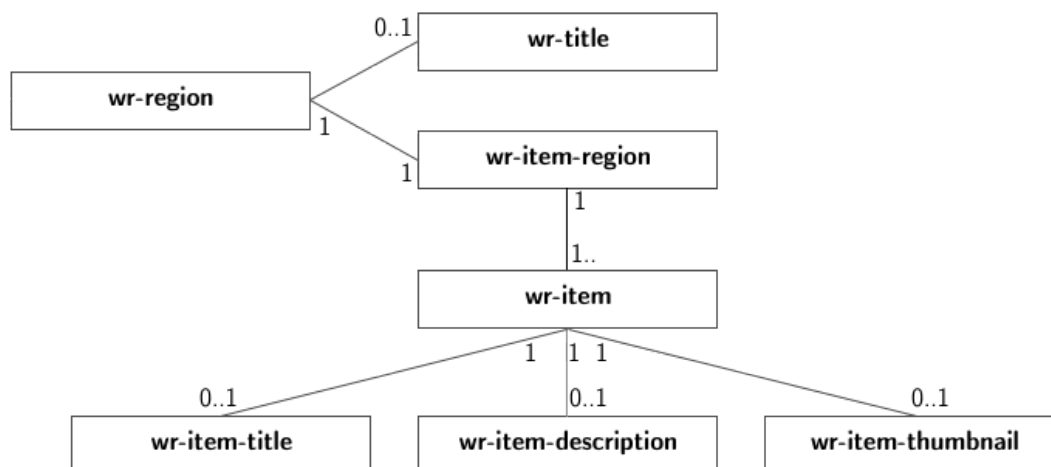 0..1
wr-title
wr-region
1
wr-item-region
1
1
1..
wr-item
1 1 1
0..1 0..1 0..1
wr-item-title wr-item-description wr-item-thumbnail